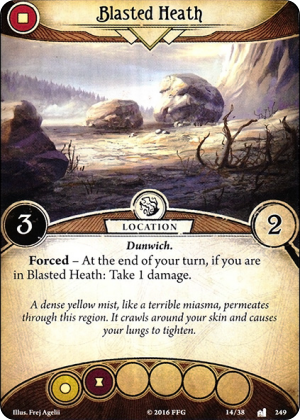 Blasted Heath
3
LOCATION
2
Dunwich.
Forced – At the end of your turn, if you are
in Blasted Heath: Take 1 damage.
A dense yellow mist, like a terrible miasma, permeates
through this region. It crawls around your skin and causes
your lungs to tighten.
Illus. Frej Agelii
© 2016 FFG
14/38
249